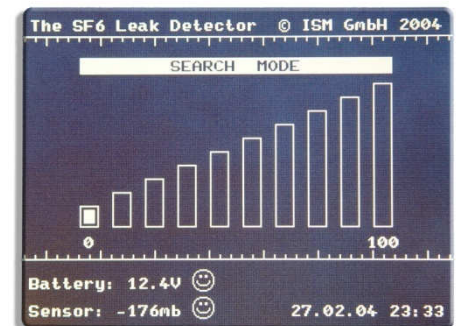 The SF6 Leak Detector © ISM GmbH 2004
SEARCH MODE
0 100
Battery: 12.4V
Sensor: -176mb 27.02.04 23:33